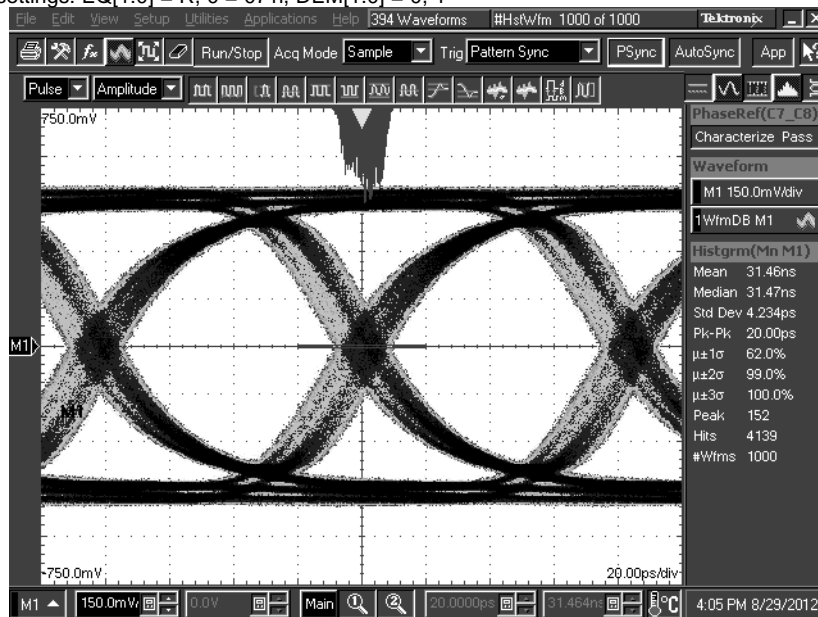 File Edit View Setup Utilities Applications Help 394 Waveforms #HstWfm 1000 of 1000 Tektronix
Run/Stop Acq Mode Sample Trig Pattern Sync PSync AutoSync App
Pulse Amplitude
750.0mV
PhaseRef(C7_C8)
Characterize Pass
Waveform
M1 150.0mV/div
1WfmDB M1
Histgrm(Mn M1)
Mean 31.46ns
Median 31.47ns
Std Dev 4.234ps
Pk-Pk 20.00ps
µ±1σ 62.0%
µ±2σ 99.0%
µ±3σ 100.0%
Peak 152
Hits 4139
#Wfms 1000
M1
M1
-750.0mV
20.00ps/div
M1 150.0mV/ 0.0V Main 20.0000ps 31.464ns °C 4:05 PM 8/29/2012